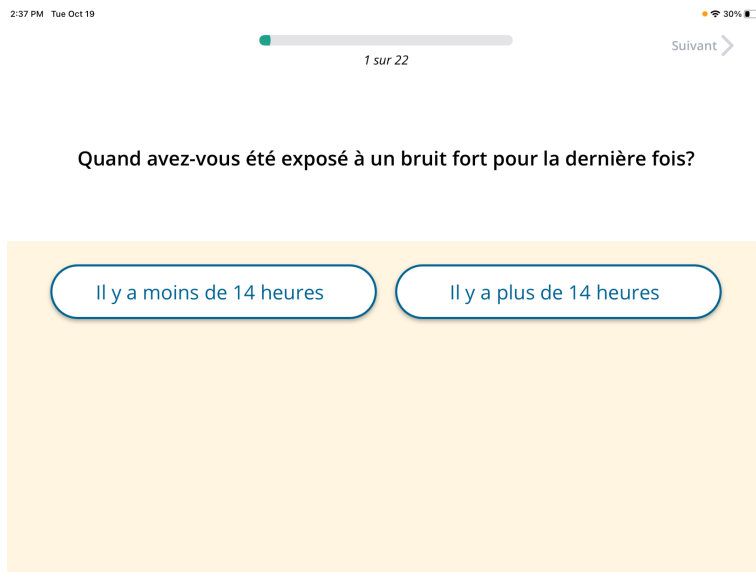 2:37 PM Tue Oct 19
30%
Suivant
1 sur 22
Quand avez-vous été exposé à un bruit fort pour la dernière fois?
Il y a moins de 14 heures
Il y a plus de 14 heures